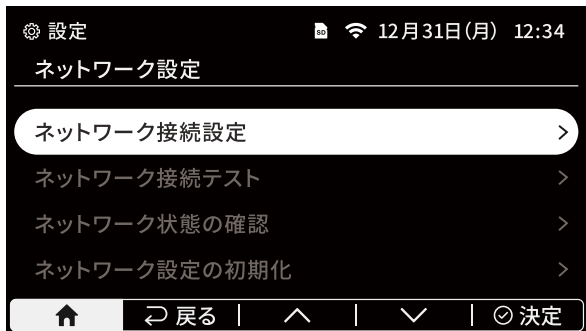 設定 SD 12月31日(月) 12:34
ネットワーク設定
ネットワーク接続設定
ネットワーク接続テスト
ネットワーク状態の確認
ネットワーク設定の初期化
戻る 決定